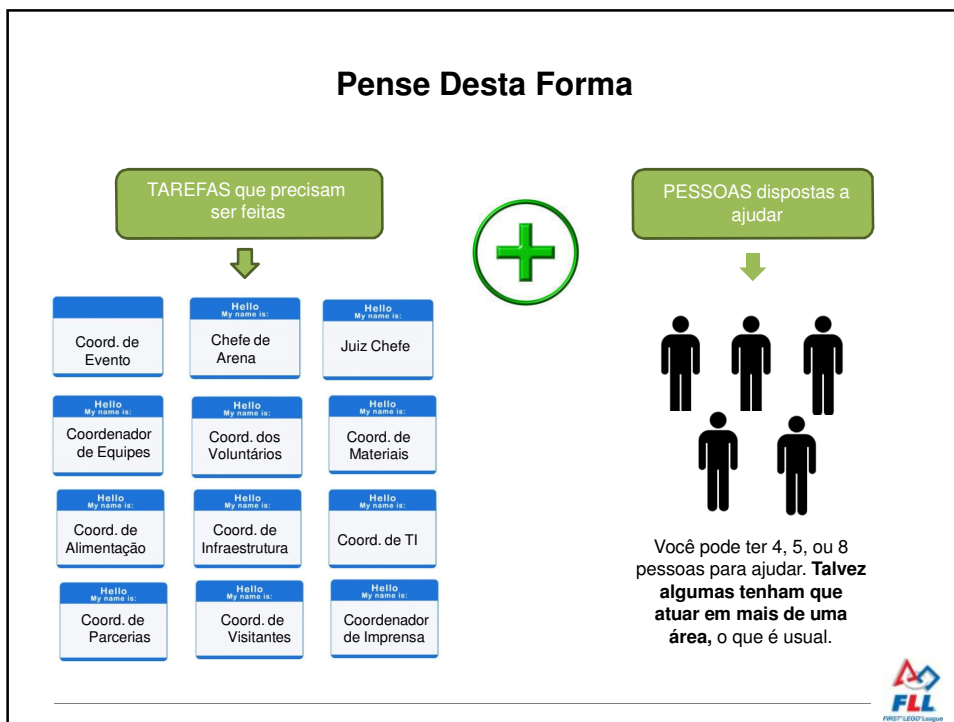 Pense Desta Forma
TAREFAS que precisam
ser feitas
PESSOAS dispostas a
ajudar
Coord. de
Evento
Hello
My name is:
Chefe de
Arena
Hello
My name is:
Juiz Chefe
Hello
My name is:
Coordenador
de Equipes
Hello
My name is:
Coord. dos
Voluntários
Hello
My name is:
Coord. de
Materiais
Hello
My name is:
Coord. de
Alimentação
Hello
My name is:
Coord. de
Infraestrutura
Hello
My name is:
Coord. de TI
Hello
My name is:
Coord. de
Parcerias
Hello
My name is:
Coord. de
Visitantes
Hello
My name is:
Coordenador
de Imprensa
Você pode ter 4, 5, ou 8
pessoas para ajudar. Talvez
algumas tenham que
atuar em mais de uma
área, o que é usual.
FLL
FIRST LEGO League